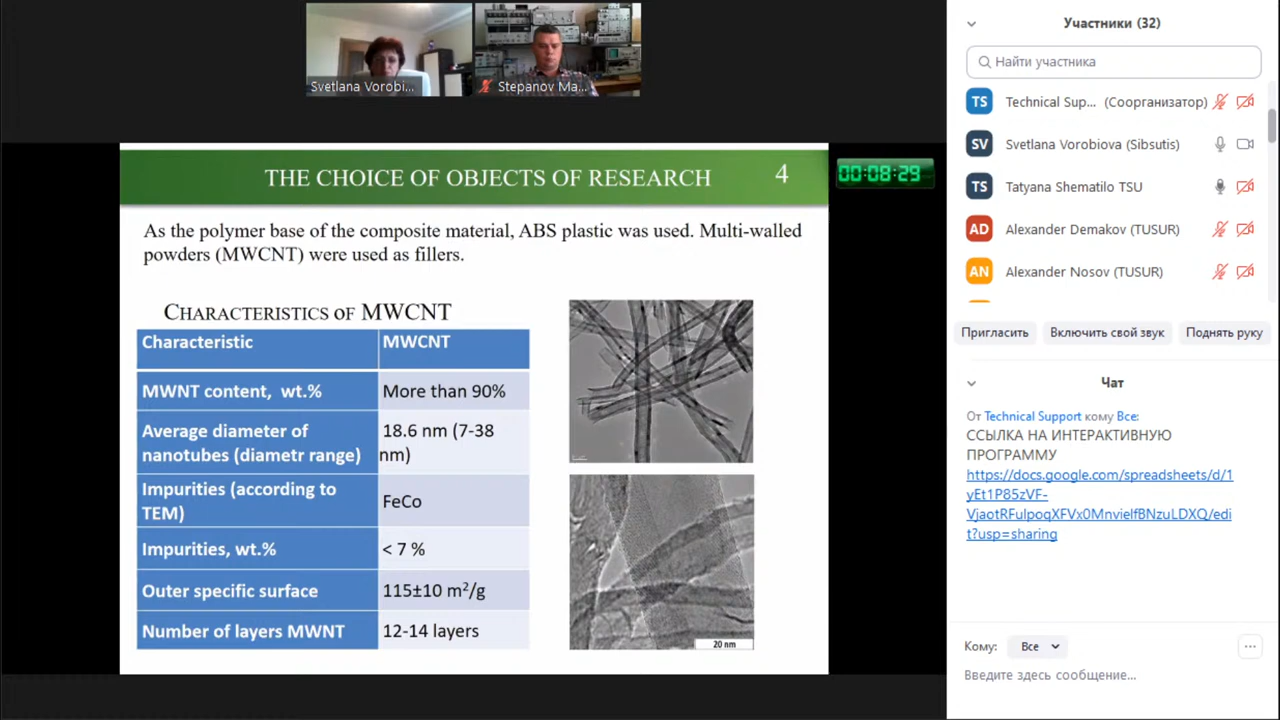 Svetlana Vorobi...
Stepanov Ma...
THE CHOICE OF OBJECTS OF RESEARCH
4
00:08:29
As the polymer base of the composite material, ABS plastic was used. Multi-walled
powders (MWCNT) were used as fillers.
CHARACTERISTICS OF MWCNT
Characteristic MWCNT
MWNT content, wt.% More than 90%
Average diameter of
nanotubes (diametr range)
18.6 nm (7-38
nm)
Impurities (according to
TEM)
FeCo
Impurities, wt.% < 7 %
Outer specific surface 115±10 m²/g
Number of layers MWNT 12-14 layers
20 nm
Участники (32)
Найти участника
TS Technical Sup... (Соорганизатор)
SV Svetlana Vorobiova (Sibsutis)
TS Tatyana Shematilo TSU
AD Alexander Demakov (TUSUR)
AN Alexander Nosov (TUSUR)
Пригласить Включить свой звук Поднять руку
Чат
От Technical Support кому Все:
ССЫЛКА НА ИНТЕРАКТИВНУЮ
ПРОГРАММУ
https://docs.google.com/spreadsheets/d/1
yEt1P85zVF-
VjaotRFuIpoqXFVx0MnvielfBNzuLDXQ/edi
t?usp=sharing
Кому: Все
Введите здесь сообщение...